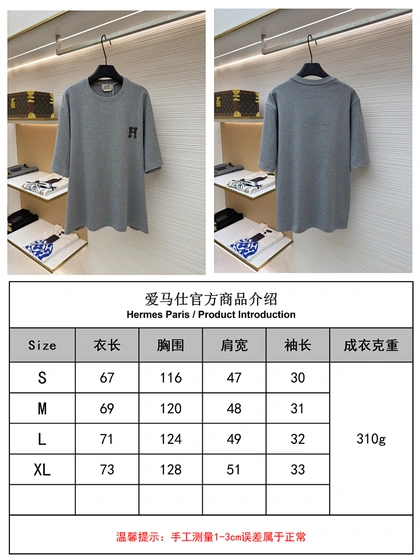 H
爱马仕官方商品介绍
Hermes Paris / Product Introduction
Size 衣长 胸围 肩宽 袖长 成衣克重
S 67 116 47 30
M 69 120 48 31
L 71 124 49 32
XL 73 128 51 33
310g
温馨提示：手工测量1-3cm误差属于正常